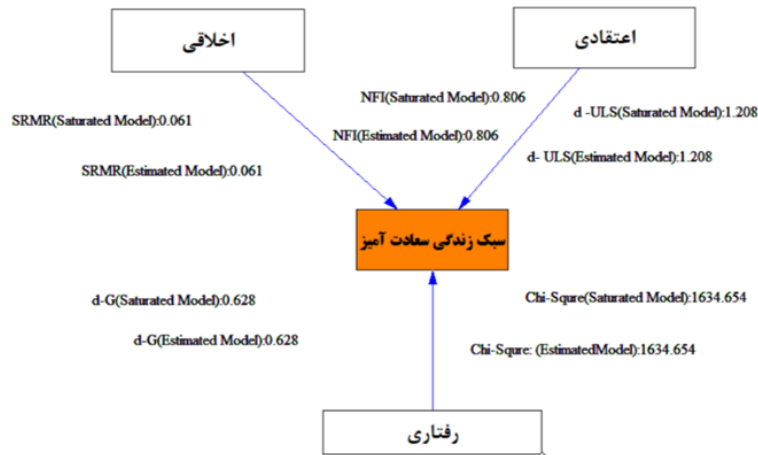 اخلاقی
اعتقادی
NFI(Saturated Model):0.806
d -ULS(Saturated Model):1.208
SRMR(Saturated Model):0.061
NFI(Estimated Model):0.806
d- ULS(Estimated Model):1.208
SRMR(Estimated Model):0.061
سبک زندگی سعادت آمیز
d-G(Saturated Model):0.628
Chi-Squre(Saturated Model):1634.654
d-G(Estimated Model):0.628
Chi-Squre: (EstimatedModel):1634.654
رفتاری